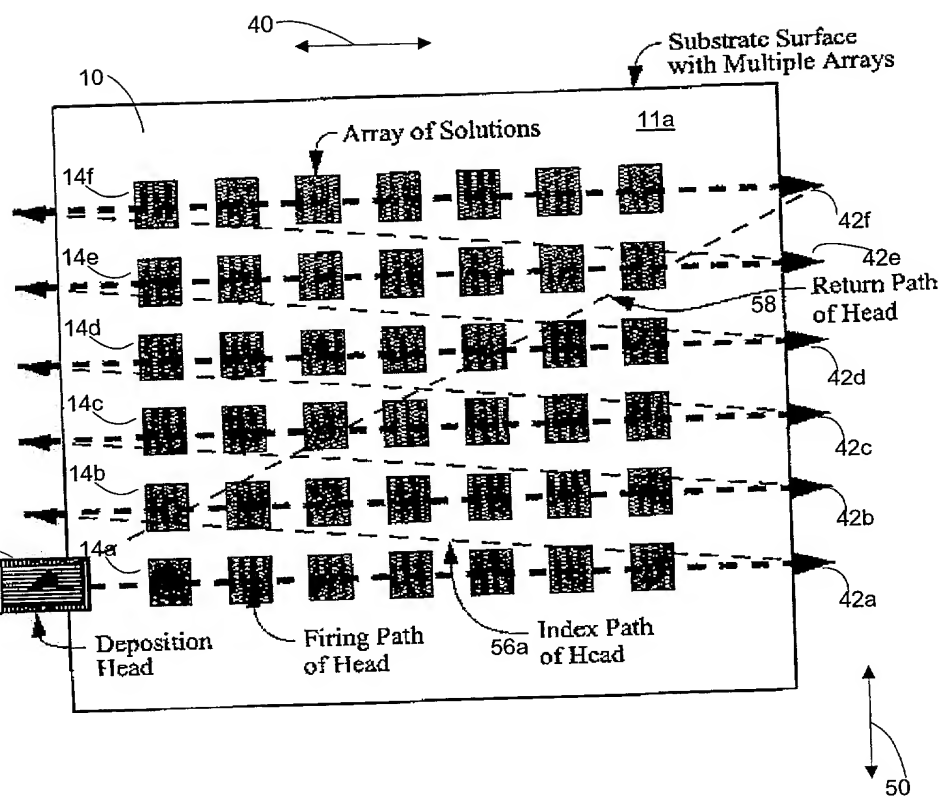 40
Substrate Surface
with Multiple Arrays
10
11a
Array of Solutions
14f
42f
14e
42e
58
Return Path
of Head
14d
42d
14c
42c
14b
42b
14a
42a
Deposition
Head
Firing Path
of Head
56a
Index Path
of Head
50